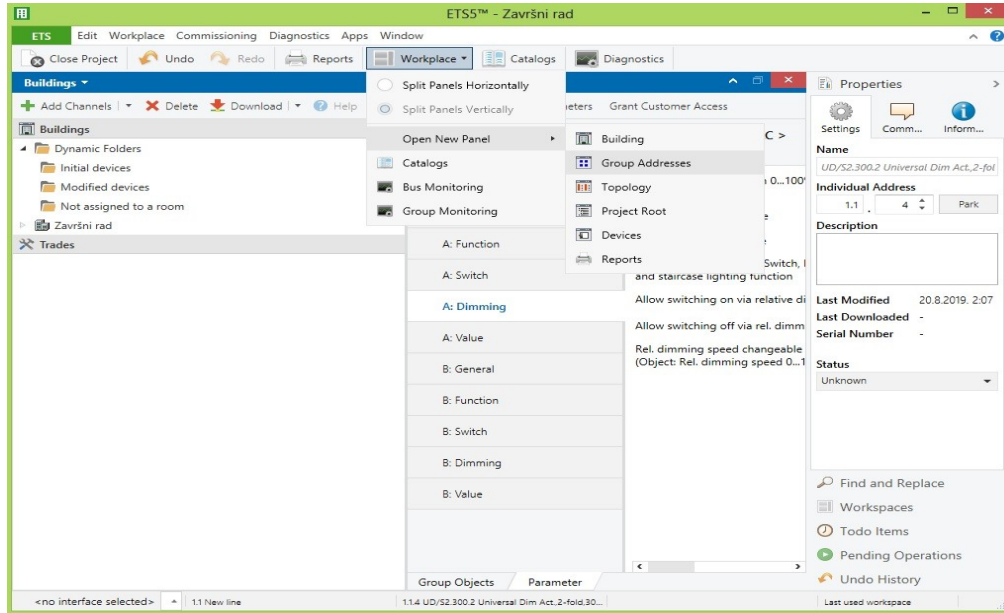 ETS5™ - Završni rad
ETS Edit Workplace Commissioning Diagnostics Apps Window
Close Project Undo Redo Reports Workplace Catalogs Diagnostics
Buildings
Add Channels Delete Download Help
Buildings
Dynamic Folders
Initial devices
Modified devices
Not assigned to a room
Završni rad
Trades
Split Panels Horizontally
Split Panels Vertically
Open New Panel
Catalogs
Bus Monitoring
Group Monitoring
Grant Customer Access
Building
Group Addresses
Topology
Project Root
Devices
Reports
C >
0...100
A: Function
A: Switch
A: Dimming
A: Value
B: General
B: Function
B: Switch
B: Dimming
B: Value
Switch,
and staircase lighting function
Allow switching on via relative di
Allow switching off via rel. dimm
Rel. dimming speed changeable
(Object: Rel. dimming speed 0...1
Group Objects Parameter
Properties
Settings Comm... Inform...
Name
UD/S2.300.2 Universal Dim Act.,2-fol
Individual Address
1.1 . 4 Park
Description
Last Modified 20.8.2019. 2:07
Last Downloaded -
Serial Number -
Status
Unknown
Find and Replace
Workspaces
Todo Items
Pending Operations
Undo History
<no interface selected> 1.1 New line 1.1.4 UD/S2.300.2 Universal Dim Act.,2-fold,30... Last used workspace